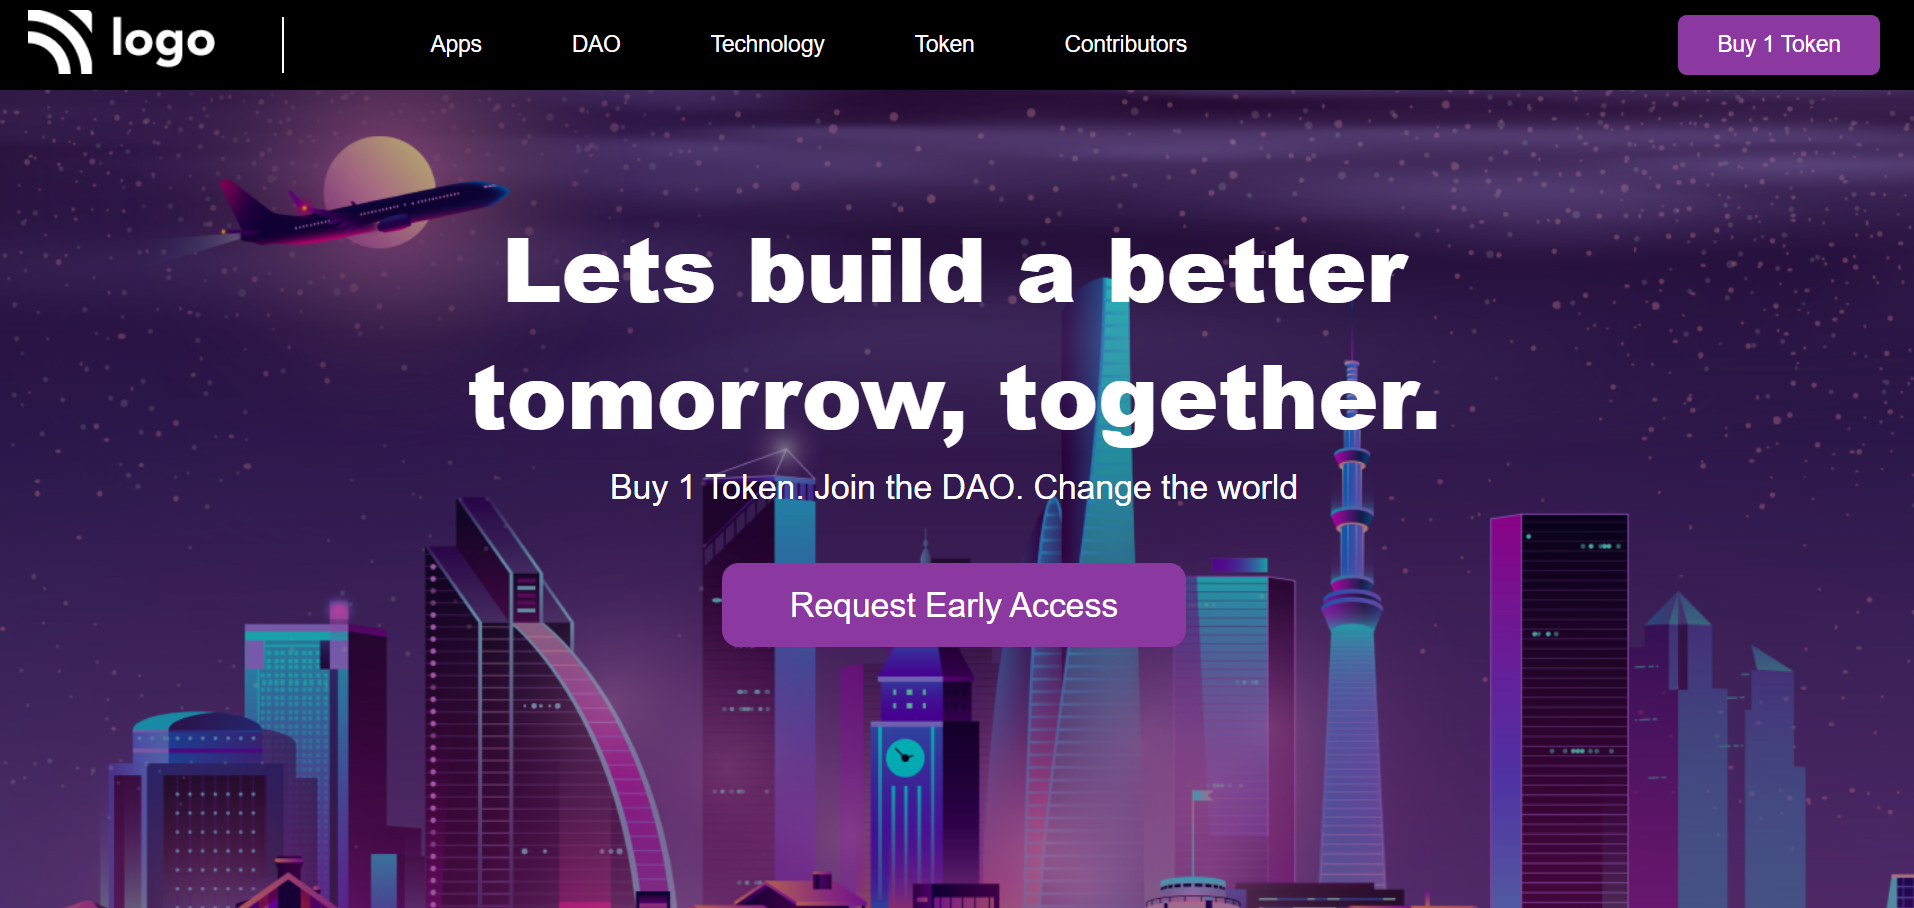 logo
Apps
DAO
Technology
Token
Contributors
Buy 1 Token
Lets build a better
tomorrow, together.
Buy 1 Token. Join the DAO. Change the world
Request Early Access